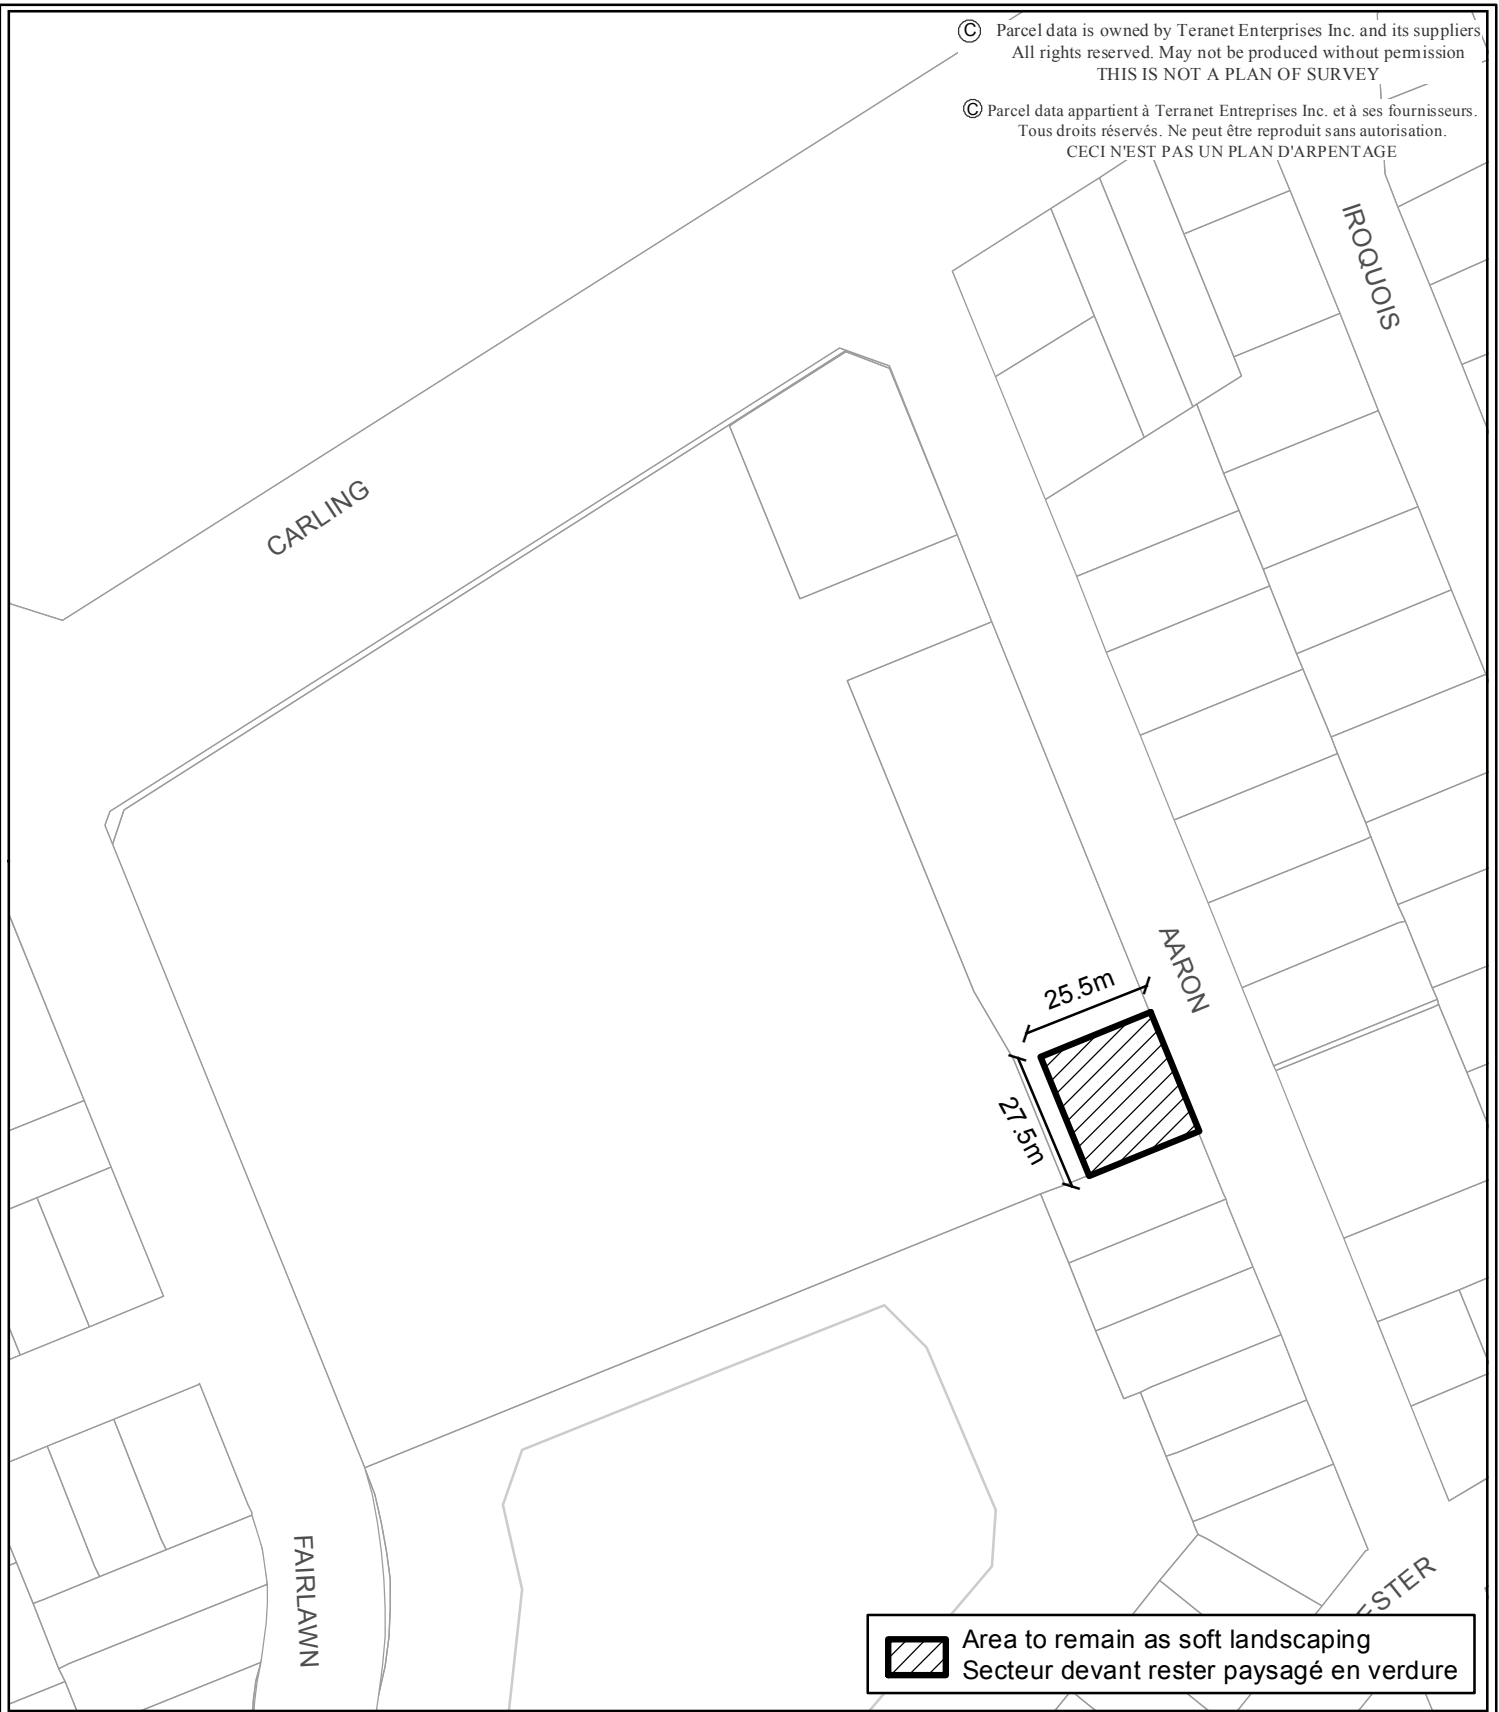 © Parcel data is owned by Teranet Enterprises Inc. and its suppliers
All rights reserved. May not be produced without permission
THIS IS NOT A PLAN OF SURVEY
© Parcel data appartient à Terranet Entreprises Inc. et à ses fournisseurs.
Tous droits réservés. Ne peut être reproduit sans autorisation.
CECI N'EST PAS UN PLAN D'ARPENTAGE
IROQUOIS
CARLING
AARON
25.5m
27.5m
FAIRLAWN
ESTER
Area to remain as soft landscaping
Secteur devant rester paysagé en verdure